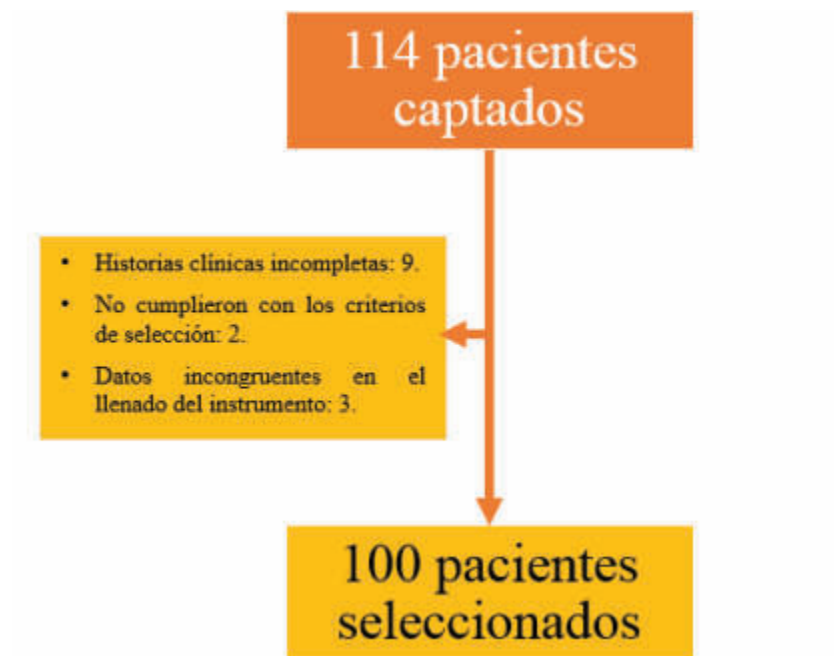 114 pacientes
captados
• Historias clínicas incompletas: 9.
• No cumplieron con los criterios
de selección: 2.
• Datos incongruentes en el
llenado del instrumento: 3.
100 pacientes
seleccionados